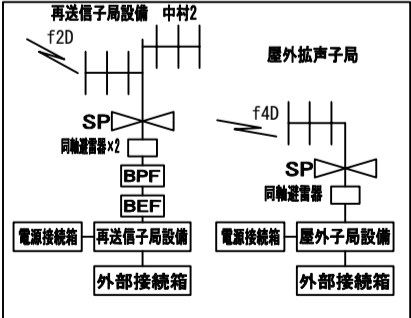 再送信子局設備 中村2
f2D
SP
同軸避雷器×2
BPF
BEF
電源接続箱
再送信子局設備
外部接続箱
屋外拡声子局
f4D
SP
同軸避雷器
電源接続箱
屋外子局設備
外部接続箱